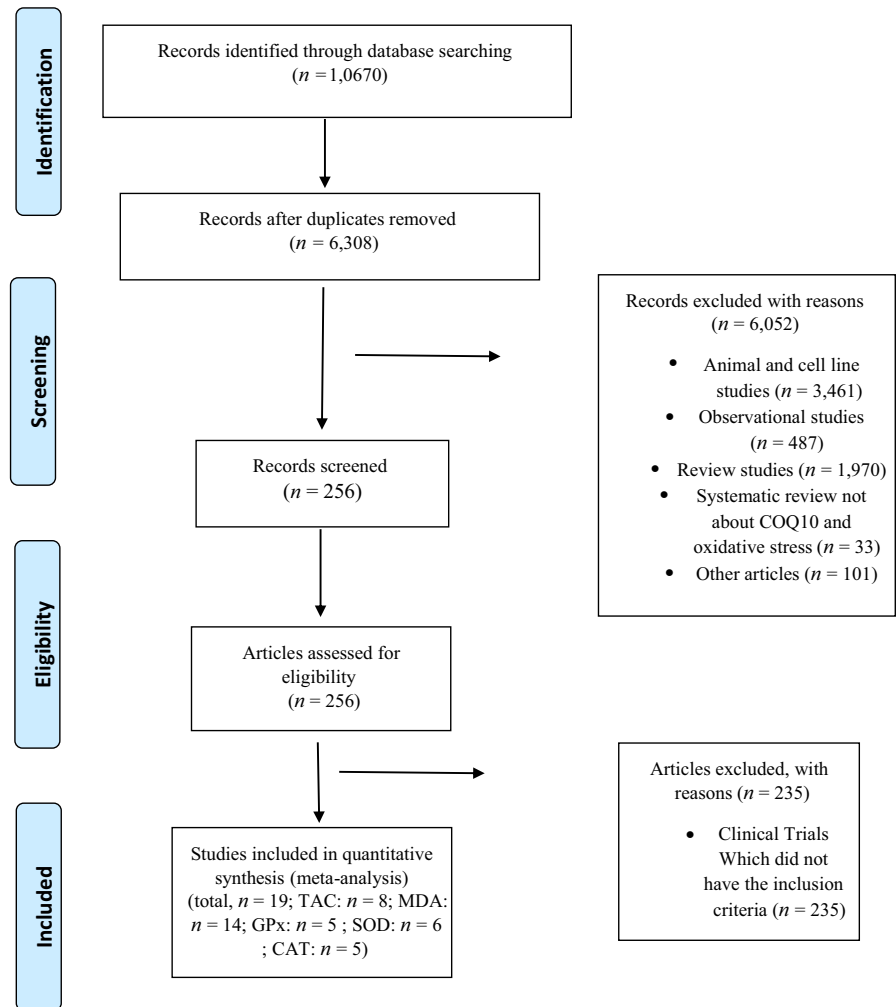 Identification
Records identified through database searching
(n =1,0670)
Records after duplicates removed
(n = 6,308)
Screening
Records excluded with reasons
(n = 6,052)
• Animal and cell line
studies (n = 3,461)
• Observational studies
(n = 487)
• Review studies (n = 1,970)
• Systematic review not
about COQ10 and
oxidative stress (n = 33)
• Other articles (n = 101)
Records screened
(n = 256)
Eligibility
Articles assessed for
eligibility
(n = 256)
Articles excluded, with
reasons (n = 235)
• Clinical Trials
Which did not
have the inclusion
criteria (n = 235)
Included
Studies included in quantitative
synthesis (meta-analysis)
(total, n = 19; TAC: n = 8; MDA:
n = 14; GPx: n = 5 ; SOD: n = 6
; CAT: n = 5)